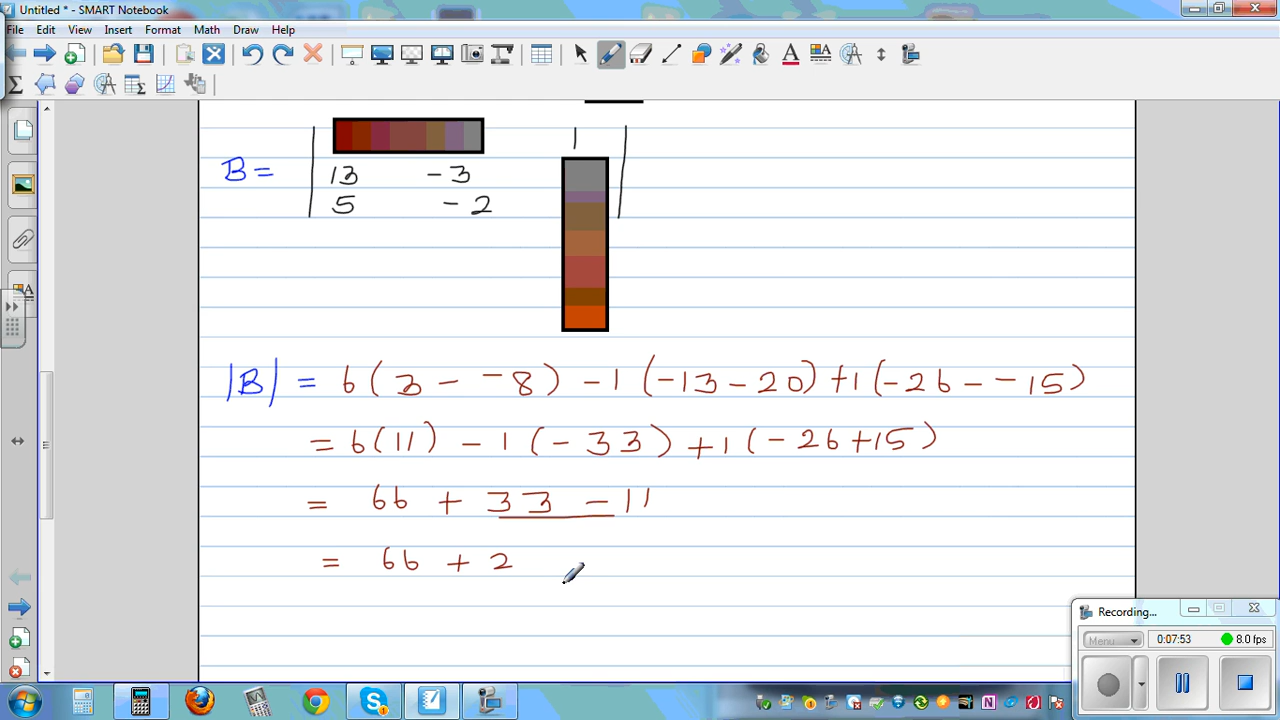 Untitled * - SMART Notebook
File Edit View Insert Format Math Draw Help
1
B =
13 -3
5 -2
|B| = 6(3 - -8) -1(-13-20) +1(-26 - -15)
= 6(11) -1(-33) +1(-26+15)
= 66 + 33 -11
= 66 + 2
Recording...
Menu 0:07:53 8.0 fps